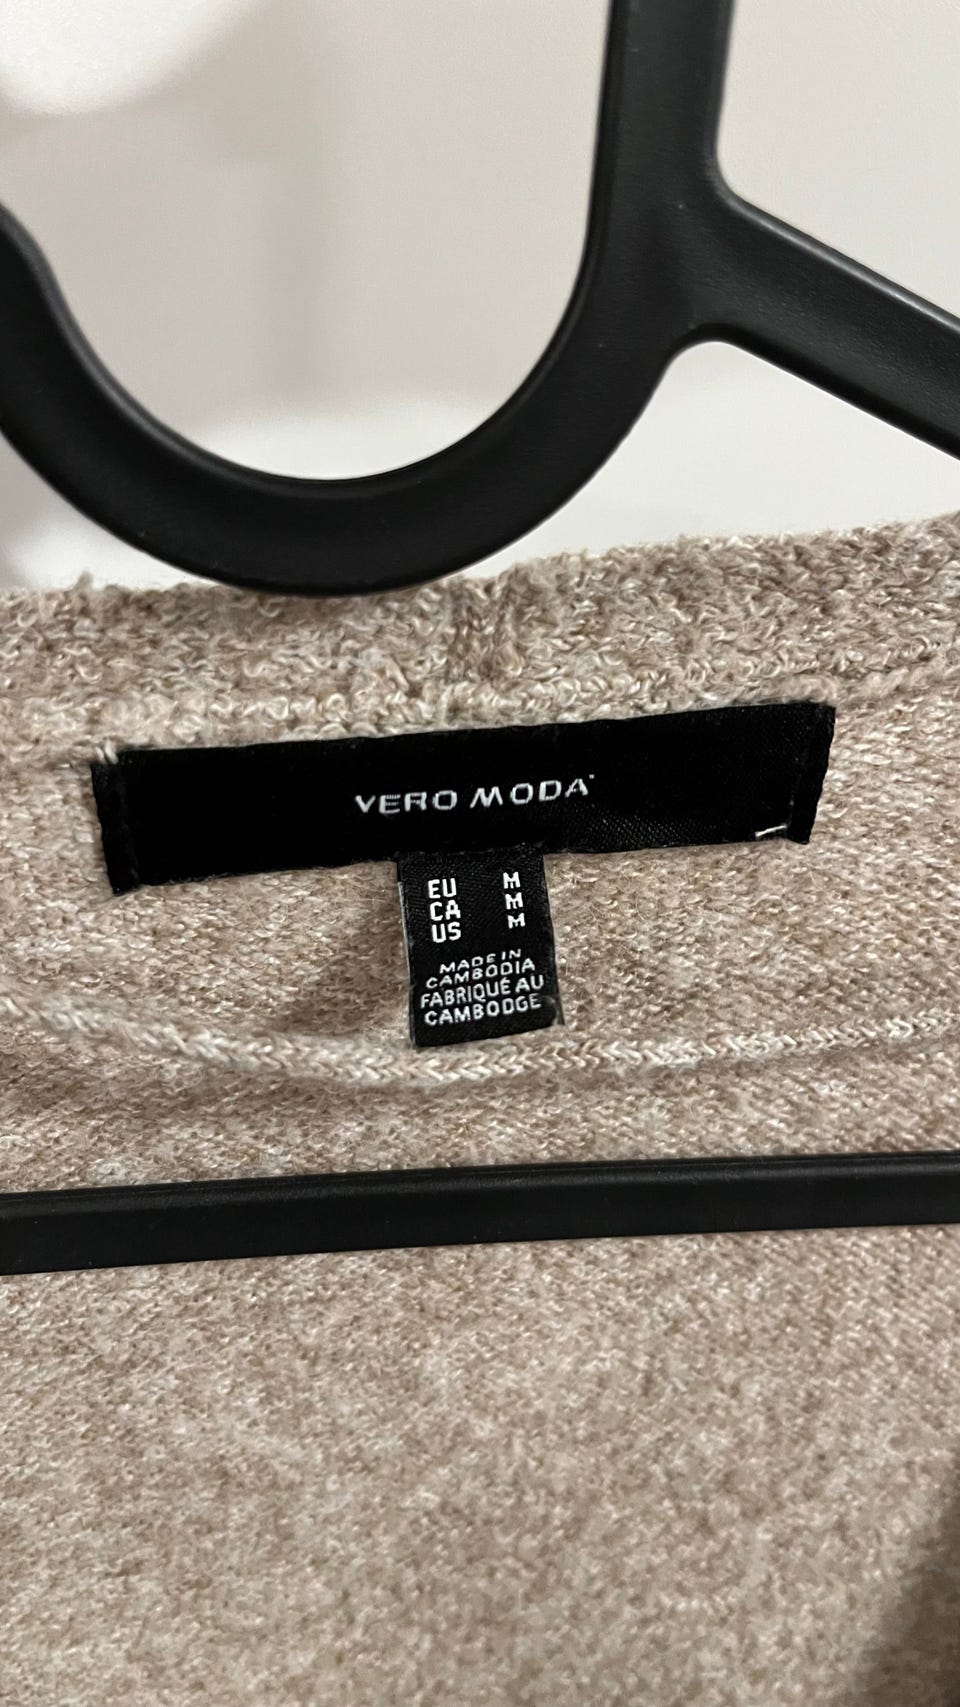 VERO MODA
EU M
CA M
US M
MADE IN
CAMBODIA
FABRIQUÉ AU
CAMBODGE